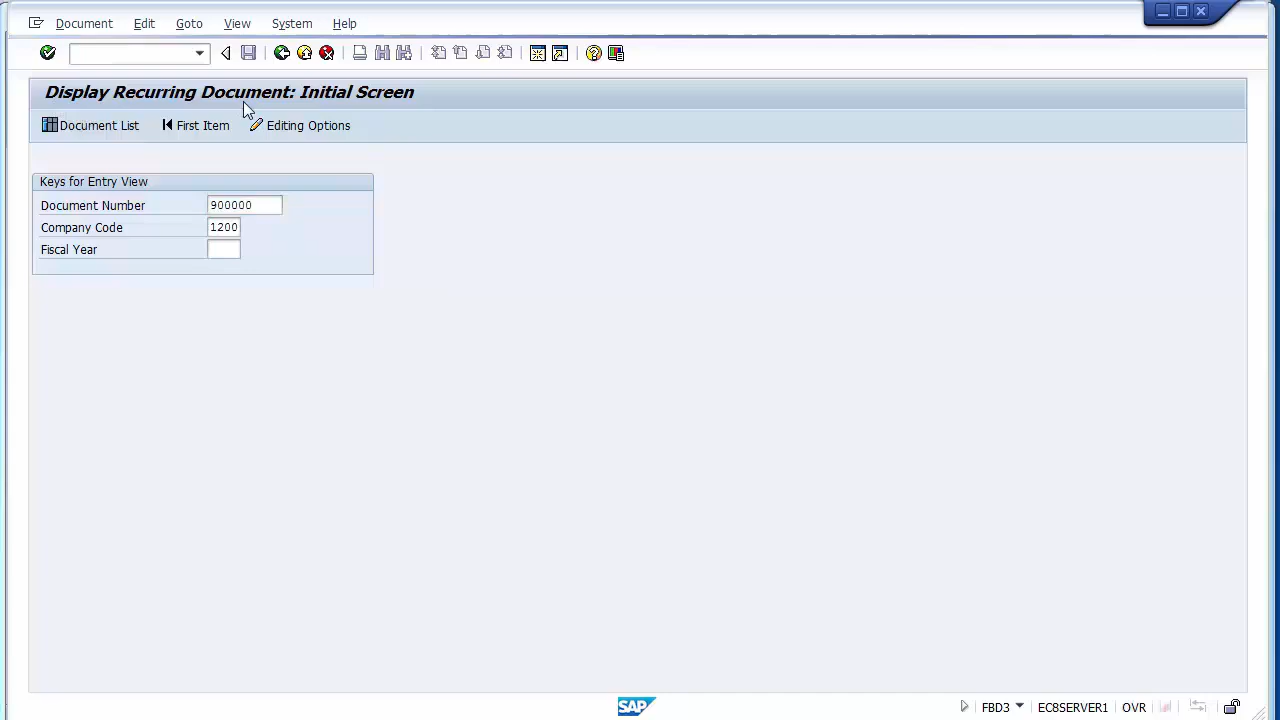 Document Edit Goto View System Help
Display Recurring Document: Initial Screen
Document List First Item Editing Options
Keys for Entry View
Document Number 900000
Company Code 1200
Fiscal Year
SAP FBD3 EC8SERVER1 OVR